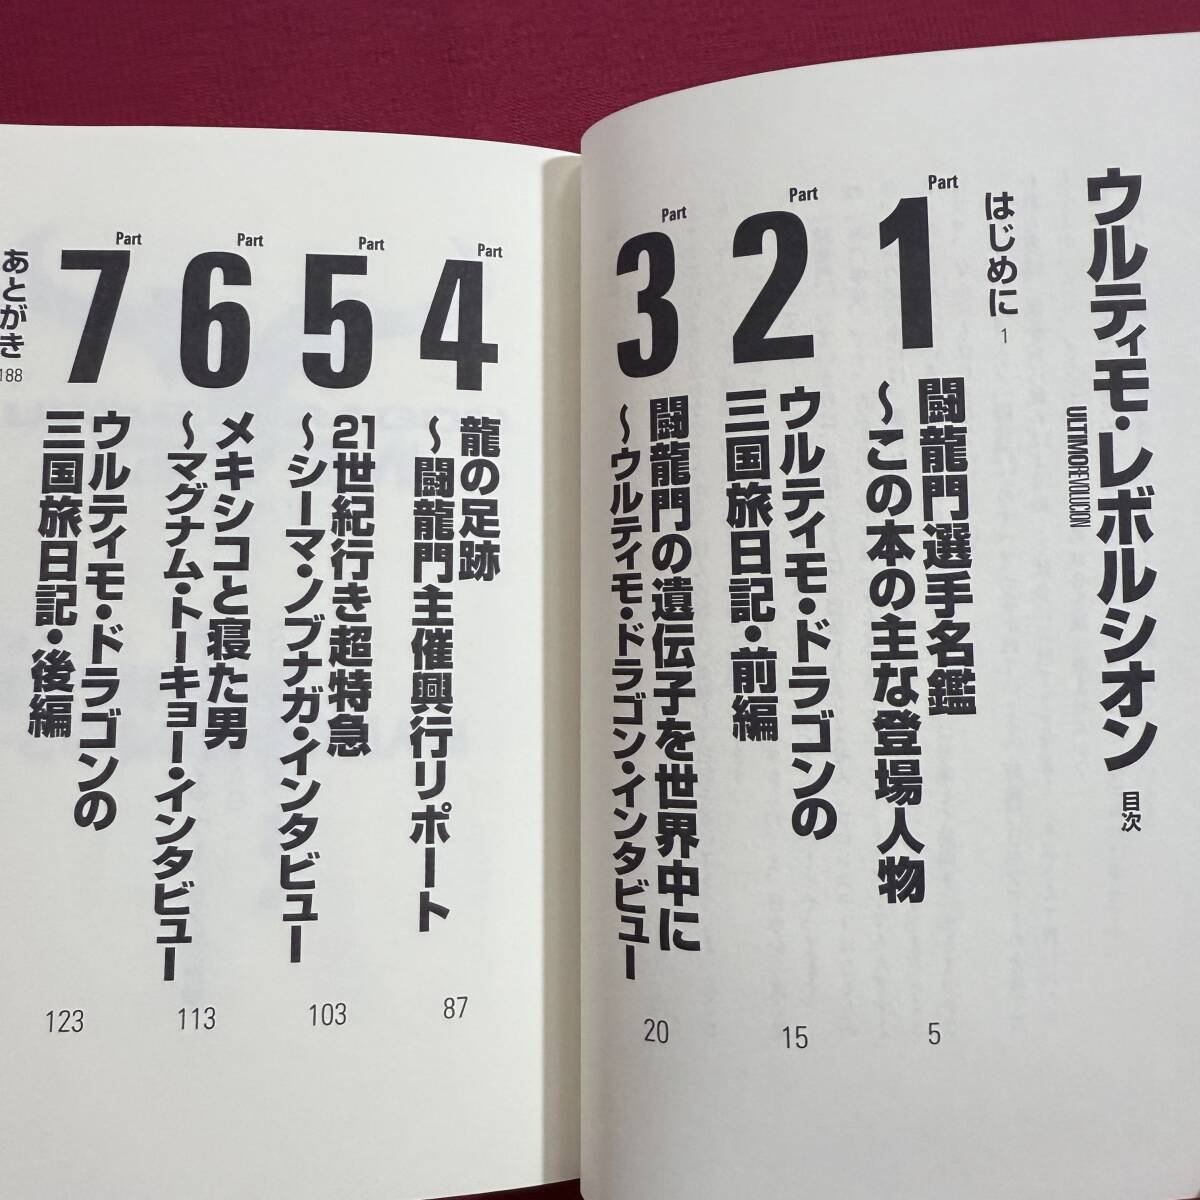 ウルティモ・レボルシオン 目次
ULTIMO REVOLUCION
はじめに 1
Part 1
闘龍門選手名鑑
～この本の主な登場人物
5
Part 2
ウルティモ・ドラゴンの
三国旅日記・前編
15
Part 3
闘龍門の遺伝子を世界中に
～ウルティモ・ドラゴン・インタビュー
20
Part 4
龍の足跡
～闘龍門主催興行リポート
87
Part 5
21世紀行き超特急
～シーマ・ノブナガ・インタビュー
103
Part 6
メキシコと寝た男
～マグナム・トーキョー・インタビュー
113
Part 7
ウルティモ・ドラゴンの
三国旅日記・後編
123
あとがき 188